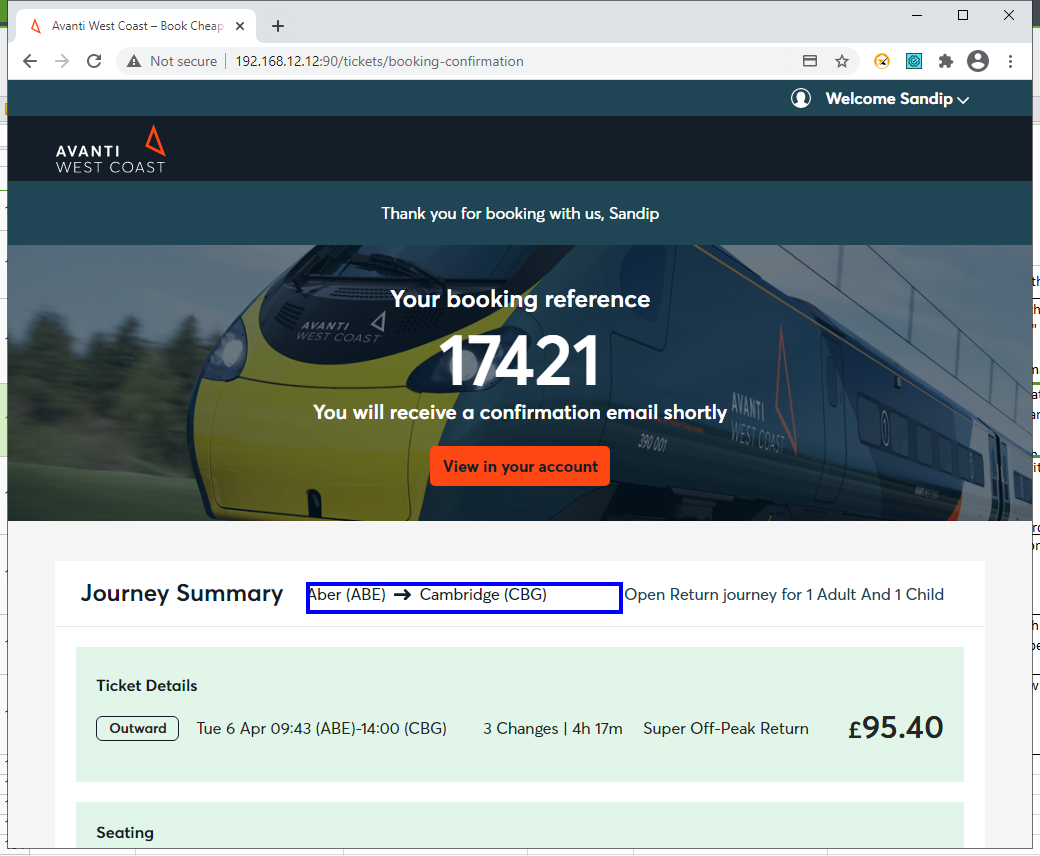 Avanti West Coast – Book Cheap
Not secure | 192.168.12.12:90/tickets/booking-confirmation
Welcome Sandip
AVANTI
WEST COAST
Thank you for booking with us, Sandip
Your booking reference
17421
You will receive a confirmation email shortly
View in your account
AVANTI
WEST COAST
AVANTI
WEST COAST
390 001
Journey Summary Aber (ABE) → Cambridge (CBG) Open Return journey for 1 Adult And 1 Child
Ticket Details
Outward Tue 6 Apr 09:43 (ABE)-14:00 (CBG) 3 Changes | 4h 17m Super Off-Peak Return £95.40
Seating